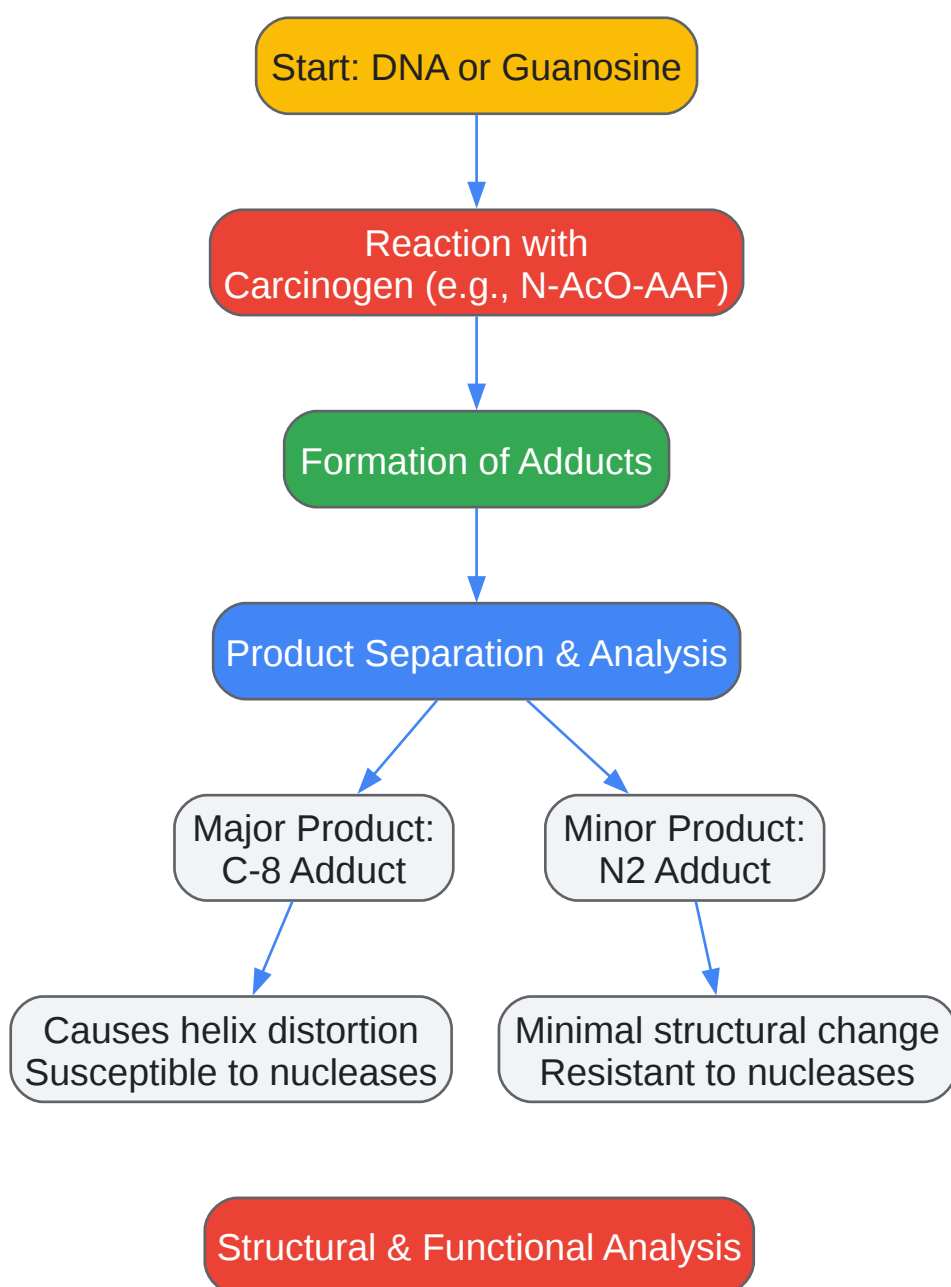 Start: DNA or Guanosine
Reaction with
Carcinogen (e.g., N-AcO-AAF)
Formation of Adducts
Product Separation & Analysis
Major Product:
C-8 Adduct
Minor Product:
N2 Adduct
Causes helix distortion
Susceptible to nucleases
Minimal structural change
Resistant to nucleases
Structural & Functional Analysis